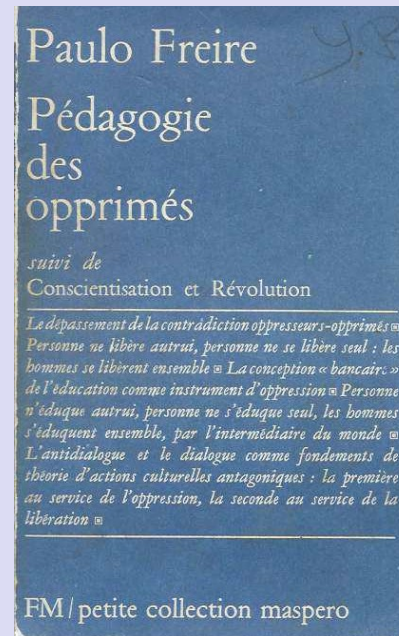 Paulo Freire
Pédagogie
des
opprimés
suivi de
Conscientisation et Révolution
Le dépassement de la contradiction oppresseurs-opprimés ▣
Personne ne libère autrui, personne ne se libère seul : les
hommes se libèrent ensemble ▣ La conception « bancaire »
de l'éducation comme instrument d'oppression ▣ Personne
n'éduque autrui, personne ne s'éduque seul, les hommes
s'éduquent ensemble, par l'intermédiaire du monde ▣
L'antidialogue et le dialogue comme fondements de
théorie d'actions culturelles antagoniques : la première
au service de l'oppression, la seconde au service de la
libération ▣
FM/petite collection maspero